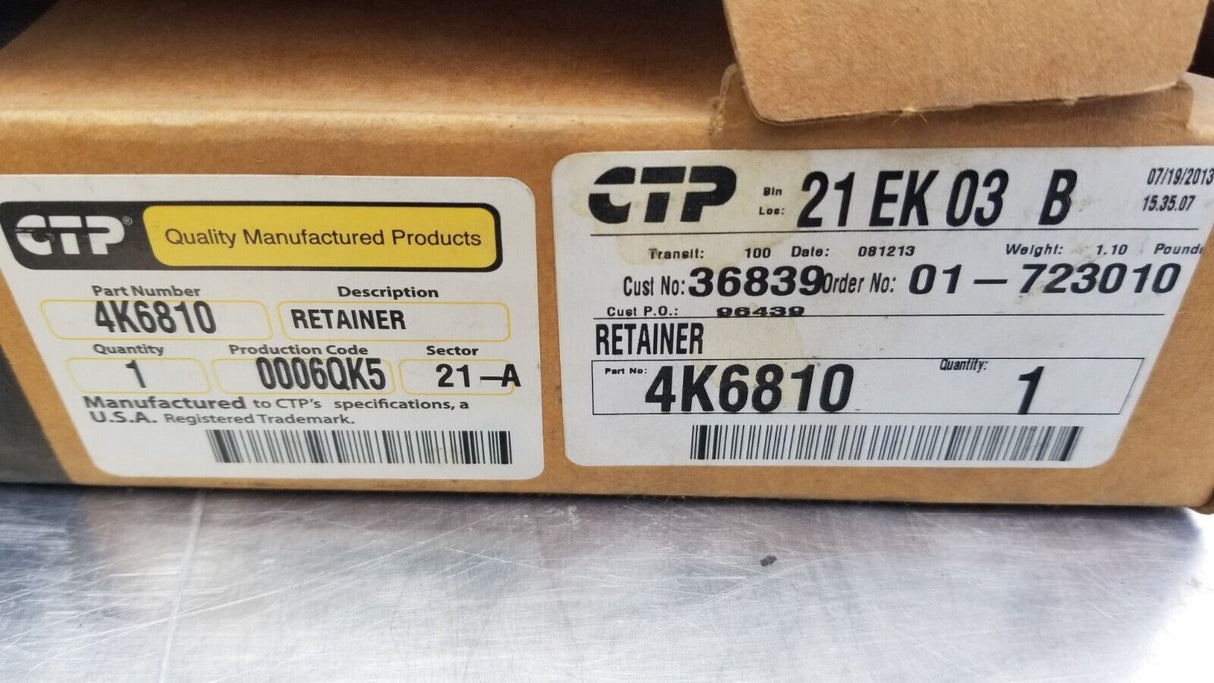 CTP®
Quality Manufactured Products
Part Number Description
4K6810 RETAINER
Quantity Production Code Sector
1 0006QK5 21-A
Manufactured to CTP's specifications, a
U.S.A. Registered Trademark.
CTP Bin Loc: 21 EK 03 B 07/19/2013
15.35.07
Transit: 100 Date: 081213 Weight: 1.10 Pounds
Cust No: 36839 Order No: 01-723010
Cust P.O.: 96439
RETAINER
Part No: 4K6810 Quantity: 1